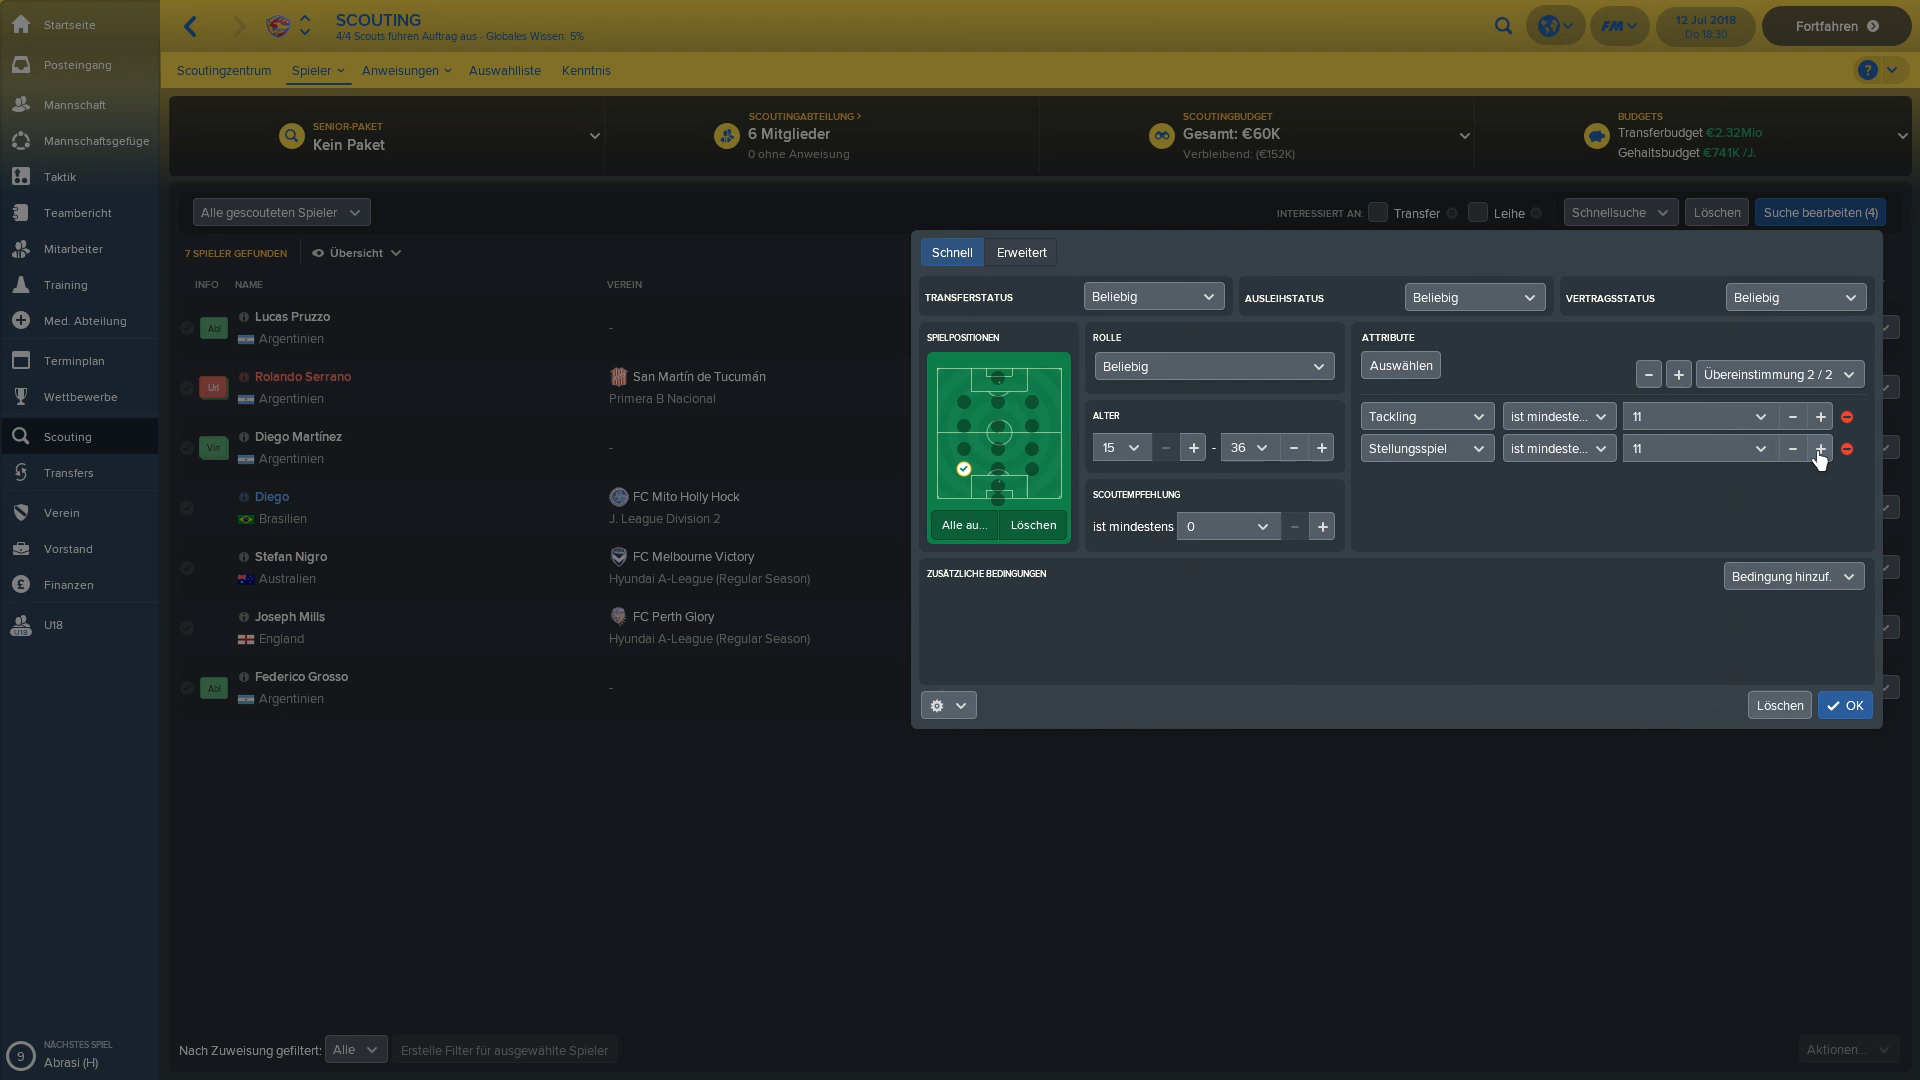 Startseite
Posteingang
Mannschaft
Mannschaftsgefüge
Taktik
Teambericht
Mitarbeiter
Training
Med. Abteilung
Terminplan
Wettbewerbe
Scouting
Transfers
Verein
Vorstand
Finanzen
U18
U18
9
NÄCHSTES SPIEL
Abrasi (H)
SCOUTING
4/4 Scouts führen Auftrag aus - Globales Wissen: 5%
FM
12 Jul 2018
Do 18:30
Fortfahren
Scoutingzentrum
Spieler
Anweisungen
Auswahlliste
Kenntnis
?
SENIOR-PAKET
Kein Paket
SCOUTINGABTEILUNG >
6 Mitglieder
0 ohne Anweisung
SCOUTINGBUDGET
Gesamt: €60K
Verbleibend: (€152K)
BUDGETS
Transferbudget €2.32Mio
Gehaltsbudget €741K /J.
Alle gescouteten Spieler
INTERESSIERT AN:
Transfer
Leihe
Schnellsuche
Löschen
Suche bearbeiten (4)
7 SPIELER GEFUNDEN
Übersicht
INFO
NAME
VEREIN
Abl
Lucas Pruzzo
Argentinien
-
Url
Rolando Serrano
Argentinien
San Martín de Tucumán
Primera B Nacional
Vin
Diego Martínez
Argentinien
-
Diego
Brasilien
FC Mito Holly Hock
J. League Division 2
Stefan Nigro
Australien
FC Melbourne Victory
Hyundai A-League (Regular Season)
Joseph Mills
England
FC Perth Glory
Hyundai A-League (Regular Season)
Abl
Federico Grosso
Argentinien
-
Schnell
Erweitert
TRANSFERSTATUS
Beliebig
AUSLEIHSTATUS
Beliebig
VERTRAGSSTATUS
Beliebig
SPIELPOSITIONEN
Alle au...
Löschen
ROLLE
Beliebig
ALTER
15
-
+
-
36
-
+
SCOUTEMPFEHLUNG
ist mindestens
0
-
+
ATTRIBUTE
Auswählen
-
+
Übereinstimmung 2 / 2
Tackling
ist mindeste...
11
-
+
Stellungsspiel
ist mindeste...
11
-
+
ZUSÄTZLICHE BEDINGUNGEN
Bedingung hinzuf.
Löschen
OK
Nach Zuweisung gefiltert:
Alle
Erstelle Filter für ausgewählte Spieler
Aktionen...